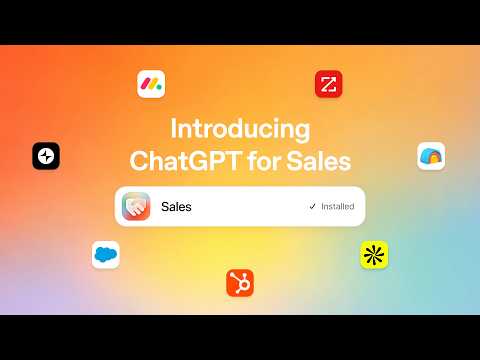 Introducing
ChatGPT for Sales
Sales
✓ Installed